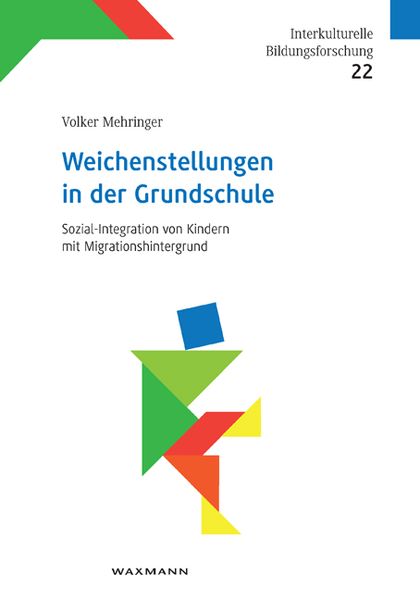 Interkulturelle
Bildungsforschung
22
Volker Mehringer
Weichenstellungen
in der Grundschule
Sozial-Integration von Kindern
mit Migrationshintergrund
WAXMANN